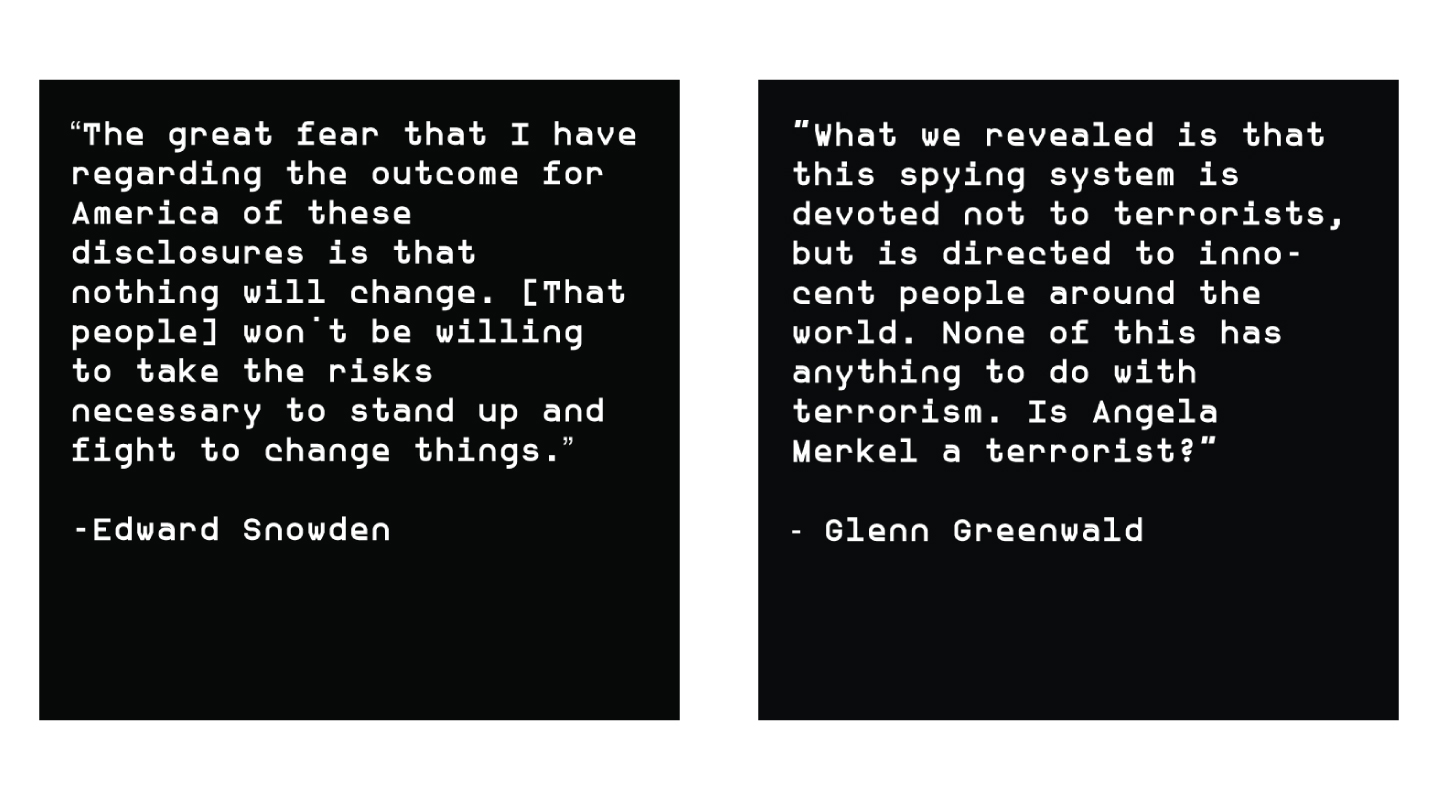 “The great fear that I have
regarding the outcome for
America of these
disclosures is that
nothing will change. [That
people] won't be willing
to take the risks
necessary to stand up and
fight to change things.”
-Edward Snowden
"What we revealed is that
this spying system is
devoted not to terrorists,
but is directed to inno-
cent people around the
world. None of this has
anything to do with
terrorism. Is Angela
Merkel a terrorist?"
- Glenn Greenwald